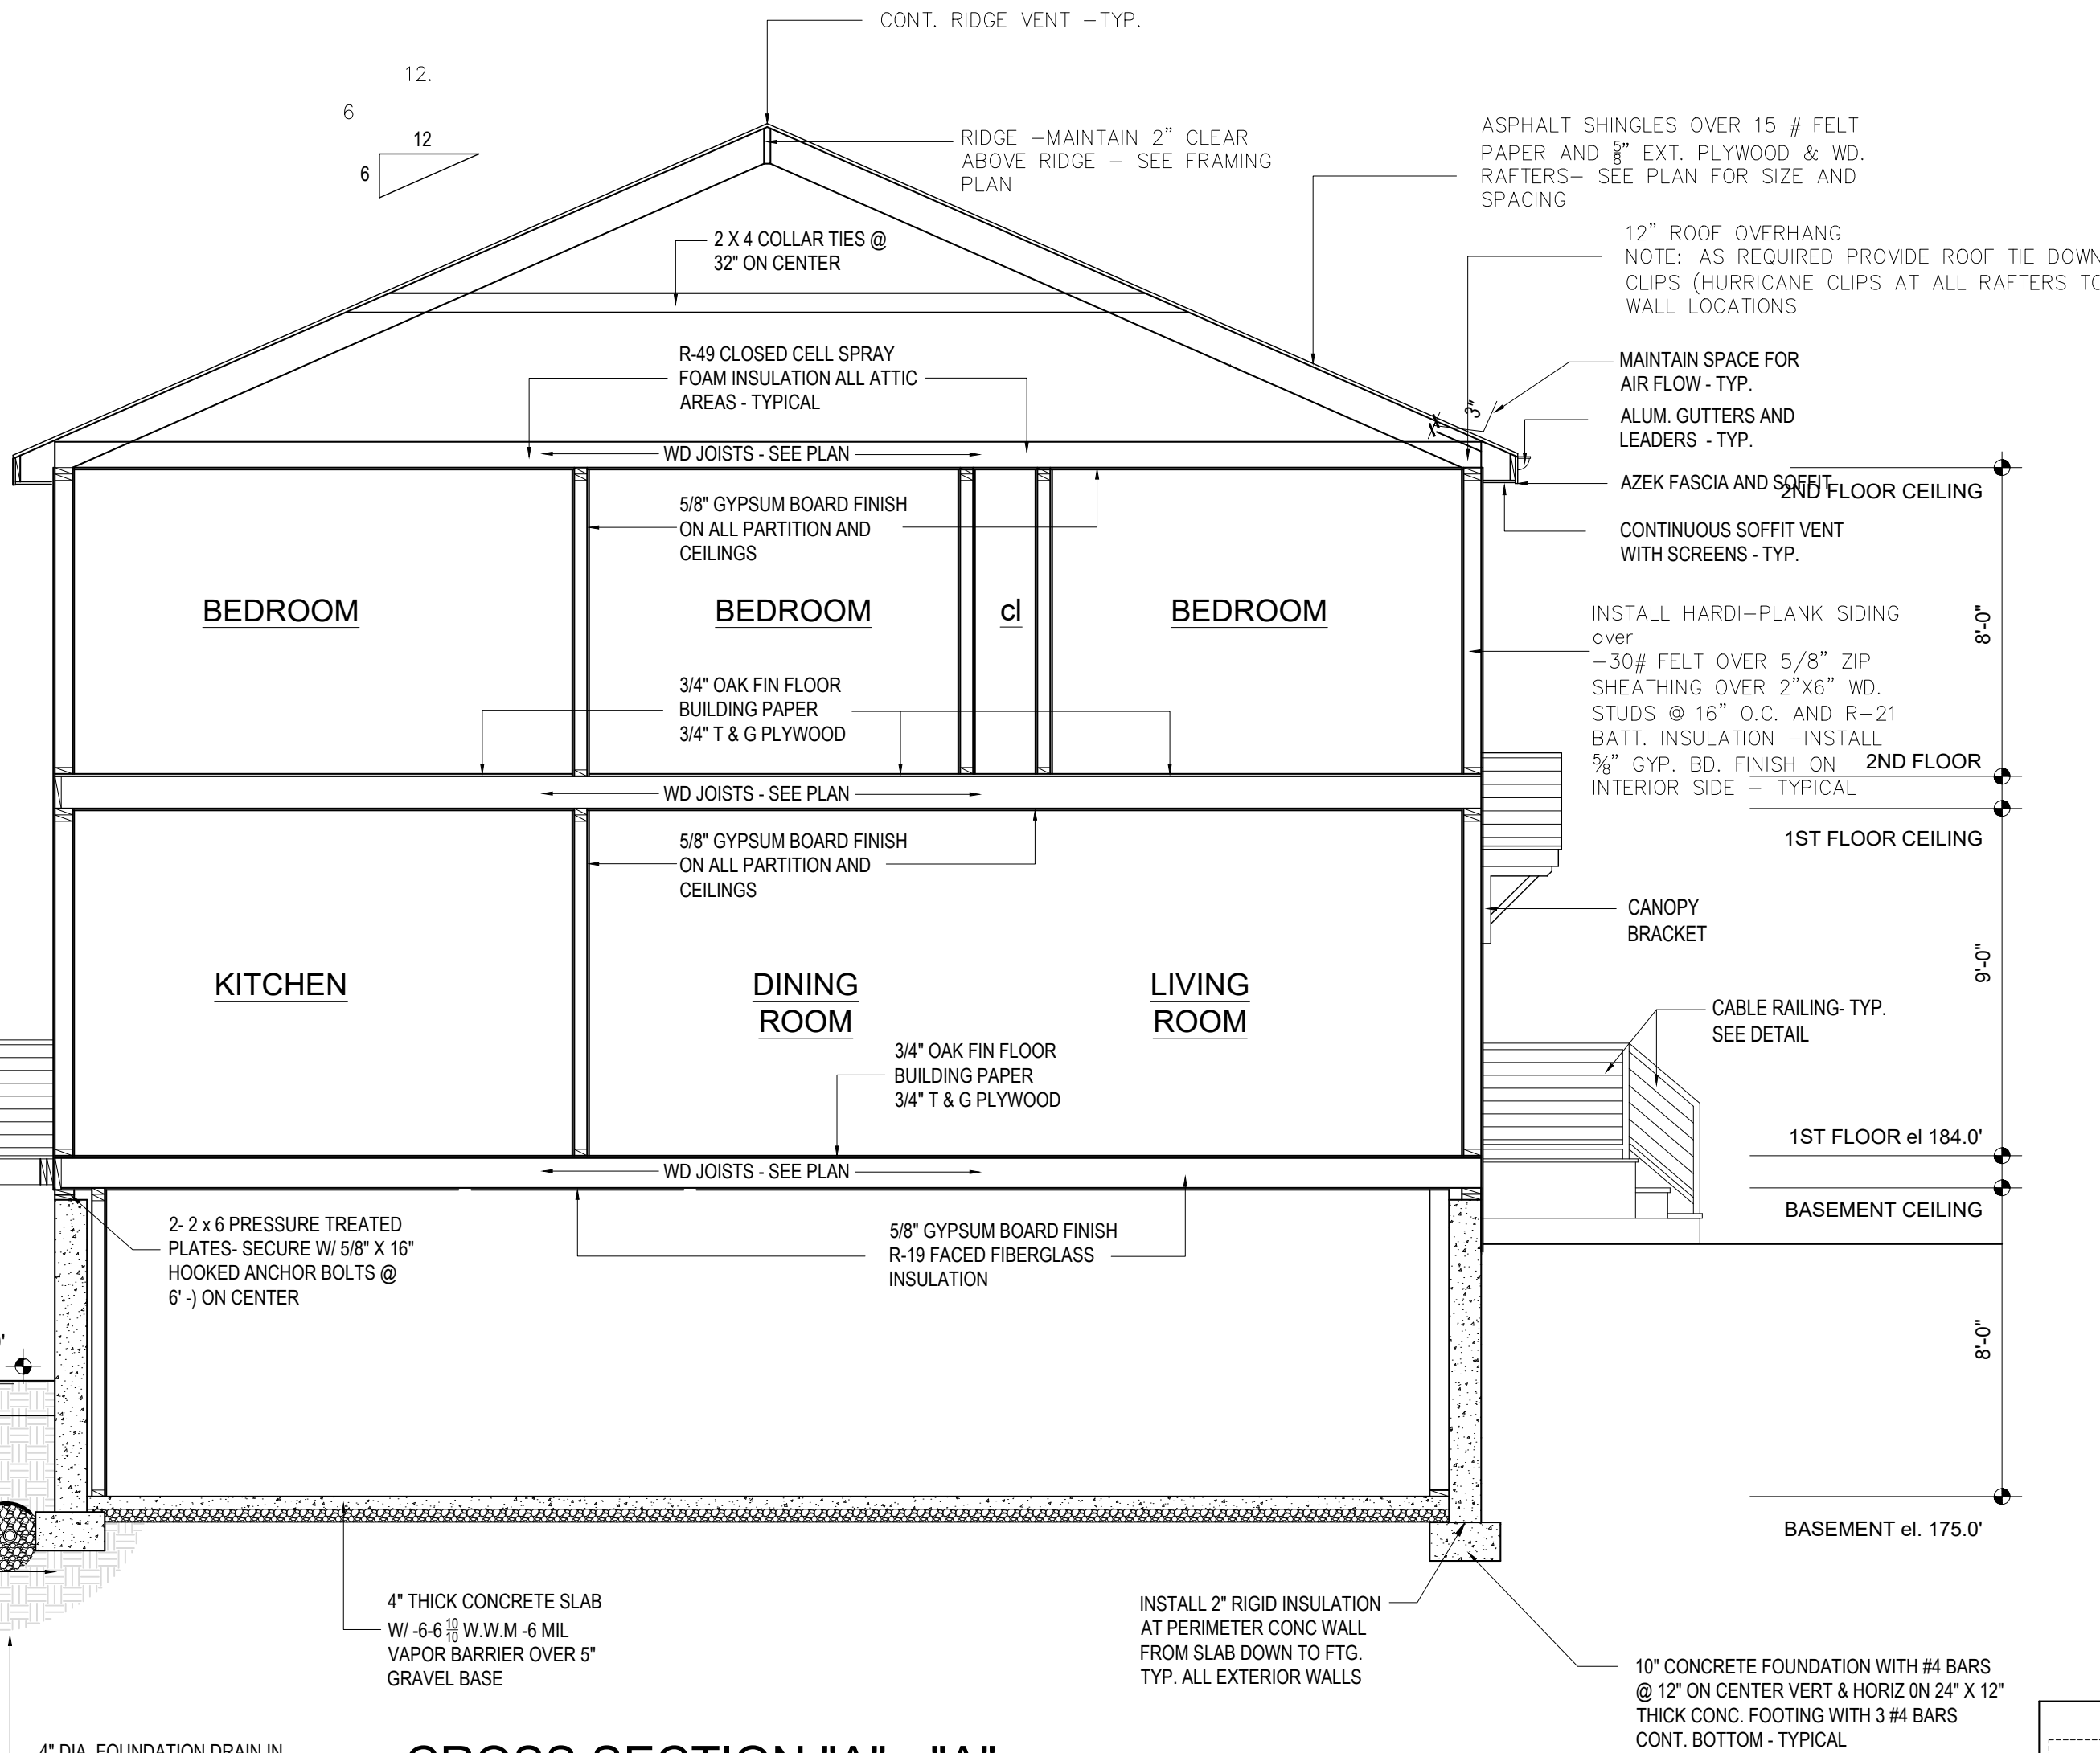 CONT. RIDGE VENT –TYP.
12.
6
12
6
RIDGE –MAINTAIN 2" CLEAR
ABOVE RIDGE – SEE FRAMING
PLAN
ASPHALT SHINGLES OVER 15 # FELT
PAPER AND 5/8" EXT. PLYWOOD & WD.
RAFTERS– SEE PLAN FOR SIZE AND
SPACING
2 X 4 COLLAR TIES @
32" ON CENTER
12" ROOF OVERHANG
NOTE: AS REQUIRED PROVIDE ROOF TIE DOWN
CLIPS (HURRICANE CLIPS AT ALL RAFTERS TO
WALL LOCATIONS
R-49 CLOSED CELL SPRAY
FOAM INSULATION ALL ATTIC
AREAS - TYPICAL
MAINTAIN SPACE FOR
AIR FLOW - TYP.
3"
ALUM. GUTTERS AND
LEADERS - TYP.
WD JOISTS - SEE PLAN
AZEK FASCIA AND SOFFIT
2ND FLOOR CEILING
5/8" GYPSUM BOARD FINISH
ON ALL PARTITION AND
CEILINGS
CONTINUOUS SOFFIT VENT
WITH SCREENS - TYP.
BEDROOM
BEDROOM
cl
BEDROOM
INSTALL HARDI–PLANK SIDING
over
–30# FELT OVER 5/8" ZIP
SHEATHING OVER 2"X6" WD.
STUDS @ 16" O.C. AND R–21
BATT. INSULATION –INSTALL
5/8" GYP. BD. FINISH ON
INTERIOR SIDE – TYPICAL
8'-0"
3/4" OAK FIN FLOOR
BUILDING PAPER
3/4" T & G PLYWOOD
2ND FLOOR
WD JOISTS - SEE PLAN
1ST FLOOR CEILING
5/8" GYPSUM BOARD FINISH
ON ALL PARTITION AND
CEILINGS
CANOPY
BRACKET
9'-0"
KITCHEN
DINING
ROOM
LIVING
ROOM
CABLE RAILING- TYP.
SEE DETAIL
3/4" OAK FIN FLOOR
BUILDING PAPER
3/4" T & G PLYWOOD
1ST FLOOR el 184.0'
WD JOISTS - SEE PLAN
BASEMENT CEILING
2- 2 x 6 PRESSURE TREATED
PLATES- SECURE W/ 5/8" X 16"
HOOKED ANCHOR BOLTS @
6' -) ON CENTER
5/8" GYPSUM BOARD FINISH
R-19 FACED FIBERGLASS
INSULATION
8'-0"
BASEMENT el. 175.0'
4" THICK CONCRETE SLAB
W/ -6-6 10/10 W.W.M -6 MIL
VAPOR BARRIER OVER 5"
GRAVEL BASE
INSTALL 2" RIGID INSULATION
AT PERIMETER CONC WALL
FROM SLAB DOWN TO FTG.
TYP. ALL EXTERIOR WALLS
10" CONCRETE FOUNDATION WITH #4 BARS
@ 12" ON CENTER VERT & HORIZ 0N 24" X 12"
THICK CONC. FOOTING WITH 3 #4 BARS
CONT. BOTTOM - TYPICAL
4" DIA. FOUNDATION DRAIN IN
CROSS SECTION "A" - "A"